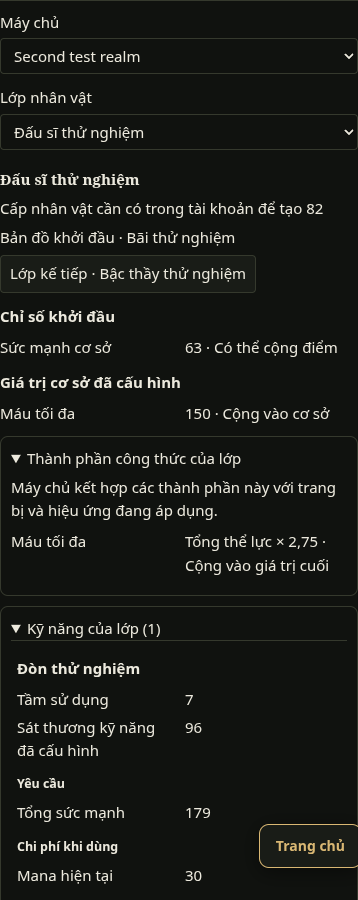 Máy chủ
Second test realm
Lớp nhân vật
Đấu sĩ thử nghiệm
Đấu sĩ thử nghiệm
Cấp nhân vật cần có trong tài khoản để tạo 82
Bản đồ khởi đầu · Bãi thử nghiệm
Lớp kế tiếp · Bậc thầy thử nghiệm
Chỉ số khởi đầu
Sức mạnh cơ sở 63 · Có thể cộng điểm
Giá trị cơ sở đã cấu hình
Máu tối đa 150 · Cộng vào cơ sở
▼ Thành phần công thức của lớp
Máy chủ kết hợp các thành phần này với trang
bị và hiệu ứng đang áp dụng.
Máu tối đa Tổng thể lực × 2,75 ·
Cộng vào giá trị cuối
▼ Kỹ năng của lớp (1)
Đòn thử nghiệm
Tầm sử dụng 7
Sát thương kỹ năng 96
đã cấu hình
Yêu cầu
Tổng sức mạnh 179
Chi phí khi dùng
Trang chủ
Mana hiện tại 30